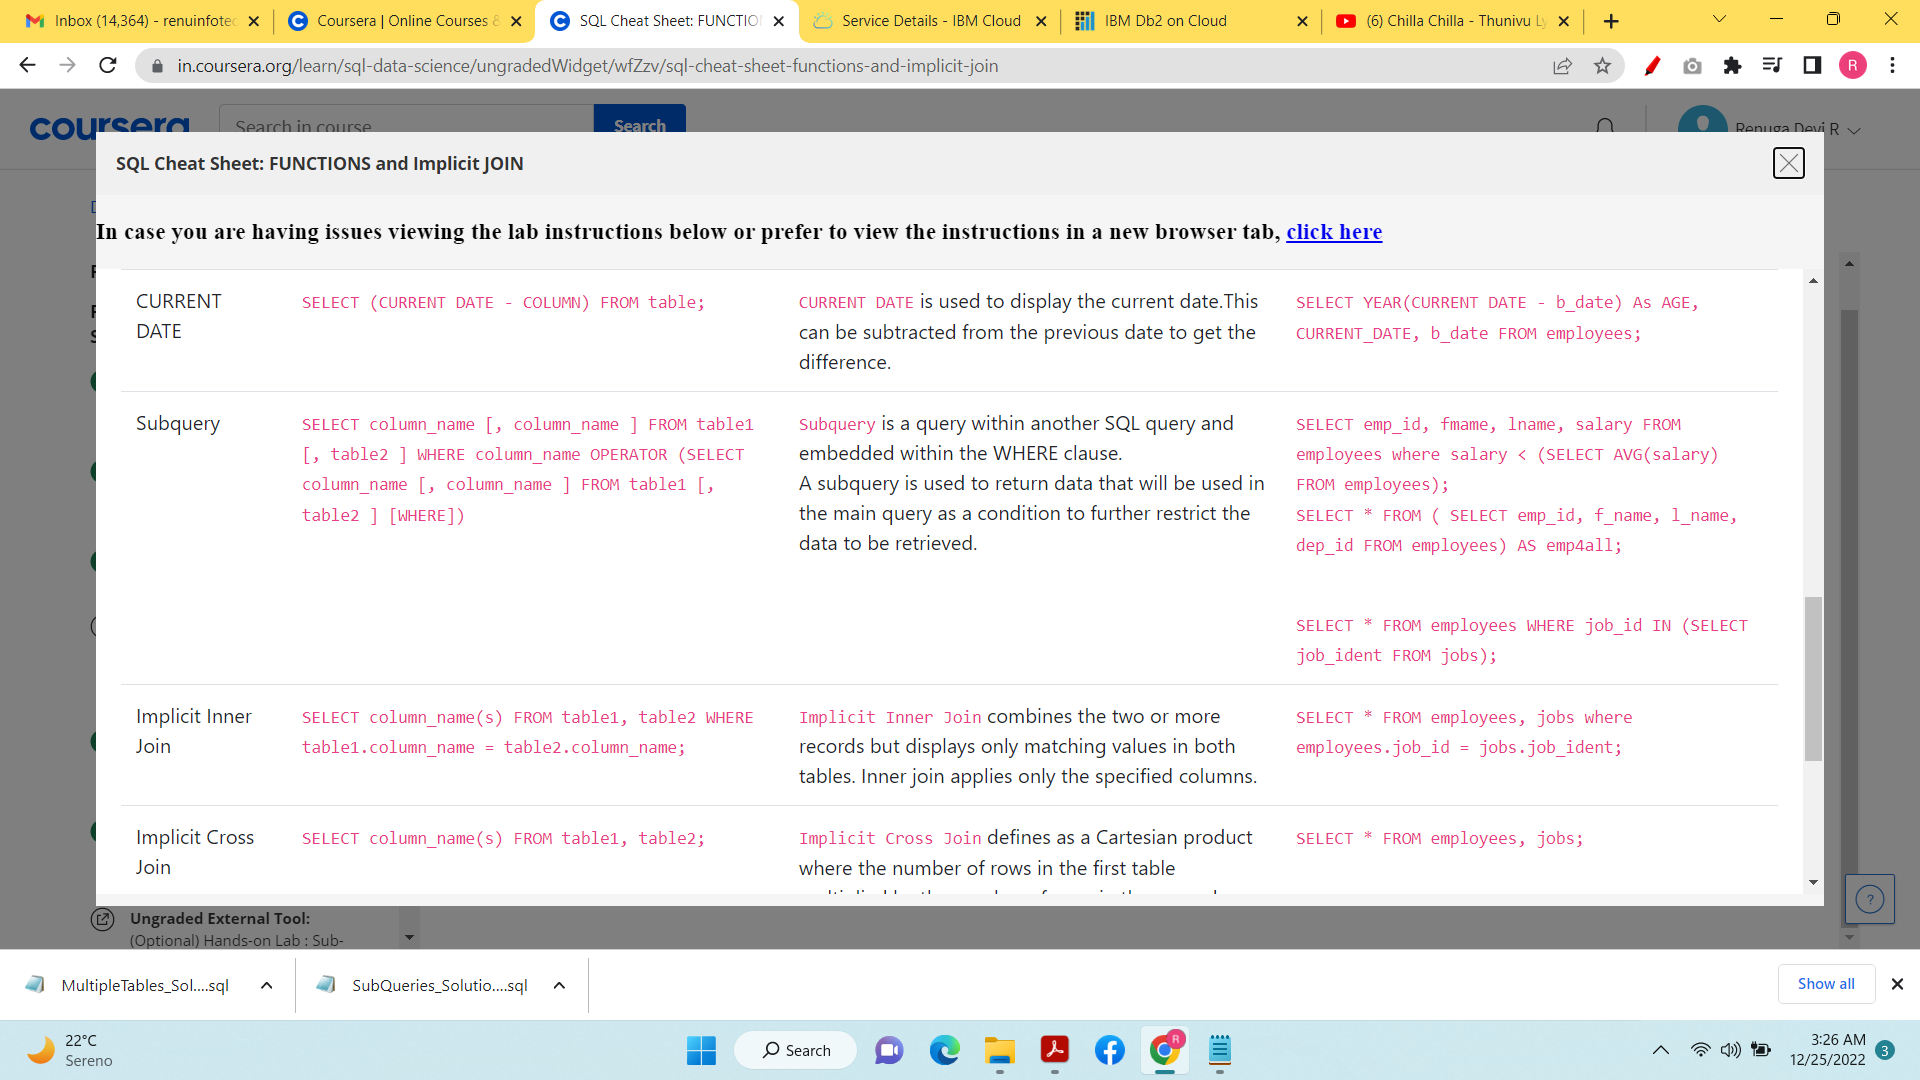 Inbox (14,364) - renuinfotec
Coursera | Online Courses &
SQL Cheat Sheet: FUNCTIO
Service Details - IBM Cloud
IBM Db2 on Cloud
(6) Chilla Chilla - Thunivu Ly
in.coursera.org/learn/sql-data-science/ungradedWidget/wfZzv/sql-cheat-sheet-functions-and-implicit-join
R
coursera
Search in course
Search
Renuga Devi R
SQL Cheat Sheet: FUNCTIONS and Implicit JOIN
In case you are having issues viewing the lab instructions below or prefer to view the instructions in a new browser tab, click here
CURRENT
DATE
SELECT (CURRENT DATE - COLUMN) FROM table;
CURRENT DATE is used to display the current date.This
can be subtracted from the previous date to get the
difference.
SELECT YEAR(CURRENT DATE - b_date) As AGE,
CURRENT_DATE, b_date FROM employees;
Subquery
SELECT column_name [, column_name ] FROM table1
[, table2 ] WHERE column_name OPERATOR (SELECT
column_name [, column_name ] FROM table1 [,
table2 ] [WHERE])
Subquery is a query within another SQL query and
embedded within the WHERE clause.
A subquery is used to return data that will be used in
the main query as a condition to further restrict the
data to be retrieved.
SELECT emp_id, fmame, lname, salary FROM
employees where salary < (SELECT AVG(salary)
FROM employees);
SELECT * FROM ( SELECT emp_id, f_name, l_name,
dep_id FROM employees) AS emp4all;
SELECT * FROM employees WHERE job_id IN (SELECT
job_ident FROM jobs);
Implicit Inner
Join
SELECT column_name(s) FROM table1, table2 WHERE
table1.column_name = table2.column_name;
Implicit Inner Join combines the two or more
records but displays only matching values in both
tables. Inner join applies only the specified columns.
SELECT * FROM employees, jobs where
employees.job_id = jobs.job_ident;
Implicit Cross
Join
SELECT column_name(s) FROM table1, table2;
Implicit Cross Join defines as a Cartesian product
where the number of rows in the first table
SELECT * FROM employees, jobs;
?
Ungraded External Tool:
(Optional) Hands-on Lab : Sub-
MultipleTables_Sol....sql
SubQueries_Solutio....sql
Show all
22°C
Sereno
Search
R
3:26 AM
12/25/2022
3